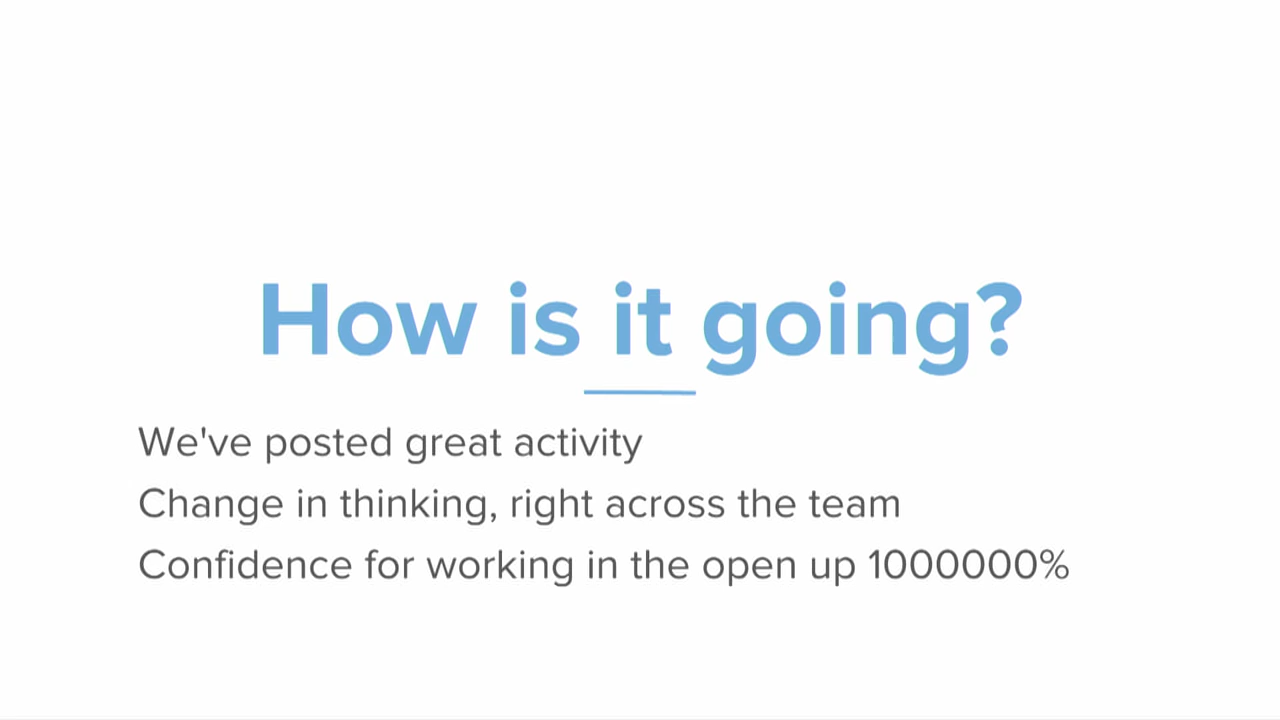 How is it going?
We've posted great activity
Change in thinking, right across the team
Confidence for working in the open up 1000000%